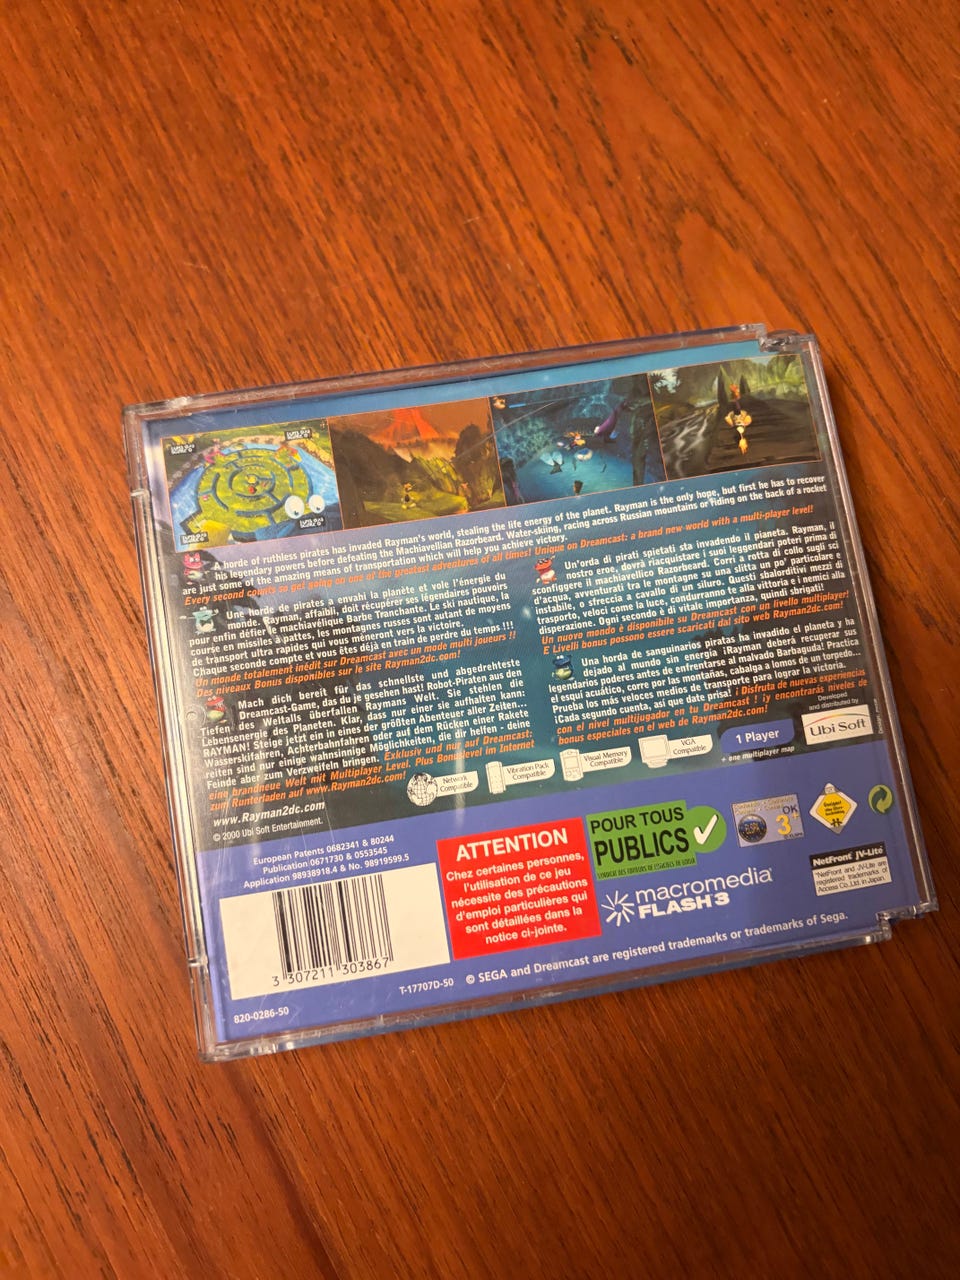 A horde of ruthless pirates has invaded Rayman's world, stealing the life energy of the planet. Rayman is the only hope, but first he has to recover
his legendary powers before defeating the Machiavellian Razorbeard. Water-skiing, racing across Russian mountains or riding on the back of a rocket
are just some of the amazing means of transportation which will help you achieve victory.
Every second counts so get going on one of the greatest adventures of all times! Unique on Dreamcast: a brand new world with a multi-player level!
Une horde de pirates a envahi la planète et vole l'énergie du
monde. Rayman, affaibli, doit récupérer ses légendaires pouvoirs
pour enfin défier le machiavélique Barbe Tranchante. Le ski nautique, la
course en missiles à pattes, les montagnes russes sont autant de moyens
de transport ultra rapides qui vous mèneront vers la victoire.
Chaque seconde compte et vous êtes déjà en train de perdre du temps !!!
Un monde totalement inédit sur Dreamcast avec un mode multi joueurs !!
Des niveaux Bonus disponibles sur le site Rayman2dc.com!
Mach dich bereit für das schnellste und abgedrehteste
Dreamcast-Game, das du je gesehen hast! Robot-Piraten aus den
Tiefen des Weltalls überfallen Raymans Welt. Sie stehlen die
Lebensenergie des Planeten. Klar, dass nur einer sie aufhalten kann:
RAYMAN! Steige jetzt ein in eines der größten Abenteuer aller Zeiten...
Wasserskifahren, Achterbahnfahren oder auf dem Rücken einer Rakete
reiten sind nur einige wahnsinnige Möglichkeiten, die dir helfen - deine
Feinde aber zum Verzweifeln bringen. Exklusiv und nur auf Dreamcast:
eine brandneue Welt mit Multiplayer Level. Plus Bonuslevel im Internet
zum Runterladen auf www.Rayman2dc.com!
Un'orda di pirati spietati sta invadendo il pianeta. Rayman, il
nostro eroe, dovrà riacquistare i suoi leggendari poteri prima di
sconfiggere il machiavellico Razorbeard. Corri a rotta di collo sugli sci
d'acqua, avventurati tra le montagne su una slitta un po' particolare e
instabile, o sfreccia a cavallo di un siluro. Questi sbalorditivi mezzi di
trasporto, veloci come la luce, condurranno te alla vittoria e i nemici alla
disperazione. Ogni secondo è di vitale importanza, quindi sbrigati!
Un nuovo mondo è disponibile su Dreamcast con un livello multiplayer!
E Livelli bonus possono essere scaricati dal sito web Rayman2dc.com!
Una horda de sanguinarios piratas ha invadido el planeta y ha
dejado al mundo sin energía ¡Rayman deberá recuperar sus
legendarios poderes antes de enfrentarse al malvado Barbaguda! Practica
el esquí acuático, corre por las montañas, cabalga a lomos de un torpedo...
Prueba los más veloces medios de transporte para lograr la victoria.
¡Cada segundo cuenta, así que date prisa! ¡ Disfruta de nuevas experiencias
con el nivel multijugador en tu Dreamcast ! ¡y encontrarás niveles de
bonus especiales en el web de Rayman2dc.com!
www.Rayman2dc.com
© 2000 Ubi Soft Entertainment.
Network
Compatible
Vibration Pack
Compatible
Visual Memory
Compatible
VGA
Compatible
1 Player
+ one multiplayer map
Developed
and distributed by
Ubi Soft
European Patents 0682341 & 80244
Publication 0671730 & 0553545
Application 98938918.4 & No. 98919599.5
ATTENTION
Chez certaines personnes,
l'utilisation de ce jeu
nécessite des précautions
d'emploi particulières qui
sont détaillées dans la
notice ci-jointe.
POUR TOUS
PUBLICS
SYNDICAT DES EDITEURS DE LOGICIELS DE LOISIR
OK
3+
Designed
for
Dreamcast
NetFront JV-Lite
"NetFront and JV-Lite are
registered trademarks of
Access Co., Ltd. in Japan.
macromedia
FLASH 3
3 307211 303867
T-17707D-50
© SEGA and Dreamcast are registered trademarks or trademarks of Sega.
820-0286-50